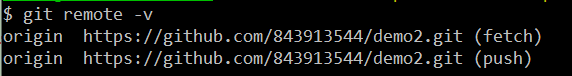 $ git remote -v
origin  https://github.com/843913544/demo2.git (fetch)
origin  https://github.com/843913544/demo2.git (push)